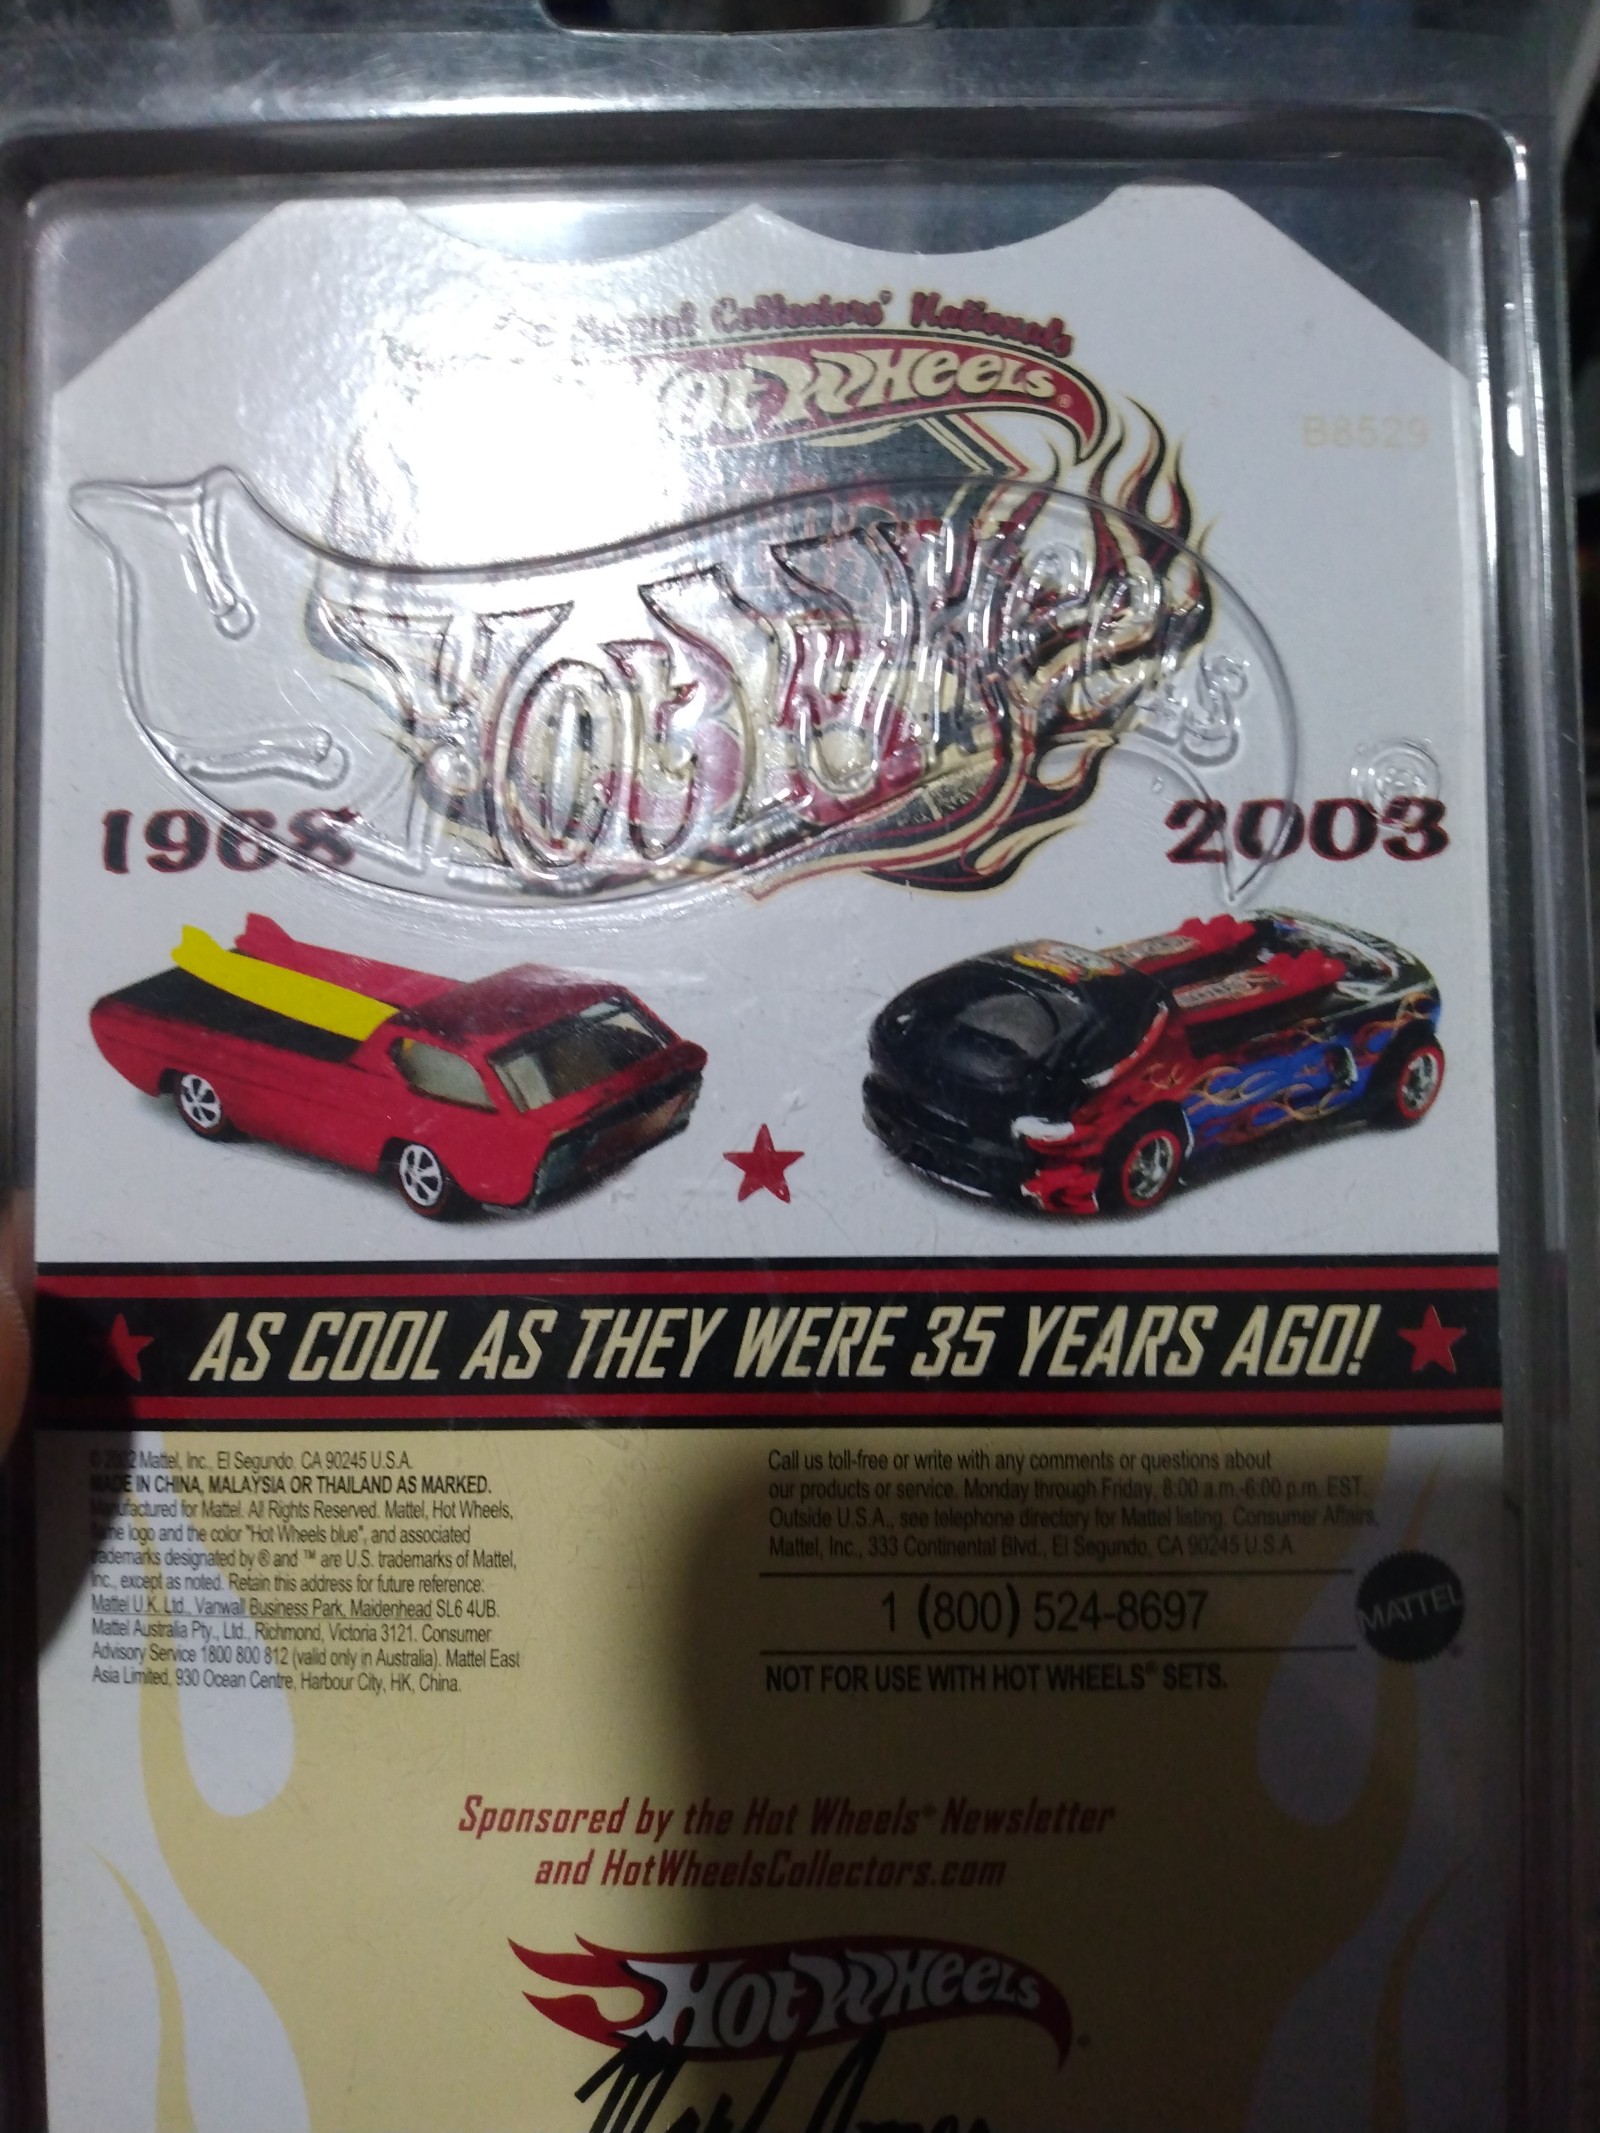 Collectors' Nationals
Hot Wheels®
B8529
Hot Wheels
1968
2003
AS COOL AS THEY WERE 35 YEARS AGO!
© 2002 Mattel, Inc., El Segundo, CA 90245 U.S.A.
MADE IN CHINA, MALAYSIA OR THAILAND AS MARKED.
Manufactured for Mattel. All Rights Reserved. Mattel, Hot Wheels,
flame logo and the color "Hot Wheels blue", and associated
trademarks designated by ® and ™ are U.S. trademarks of Mattel,
Inc., except as noted. Retain this address for future reference:
Mattel U.K. Ltd., Vanwall Business Park, Maidenhead SL6 4UB.
Mattel Australia Pty., Ltd., Richmond, Victoria 3121. Consumer
Advisory Service 1800 800 812 (valid only in Australia). Mattel East
Asia Limited, 930 Ocean Centre, Harbour City, HK, China.
Call us toll-free or write with any comments or questions about
our products or service. Monday through Friday, 8:00 a.m.-6:00 p.m. EST.
Outside U.S.A., see telephone directory for Mattel listing. Consumer Affairs,
Mattel, Inc., 333 Continental Blvd., El Segundo, CA 90245 U.S.A.
1 (800) 524-8697
MATTEL®
NOT FOR USE WITH HOT WHEELS® SETS.
Sponsored by the Hot Wheels® Newsletter
and HotWheelsCollectors.com
Hot Wheels®